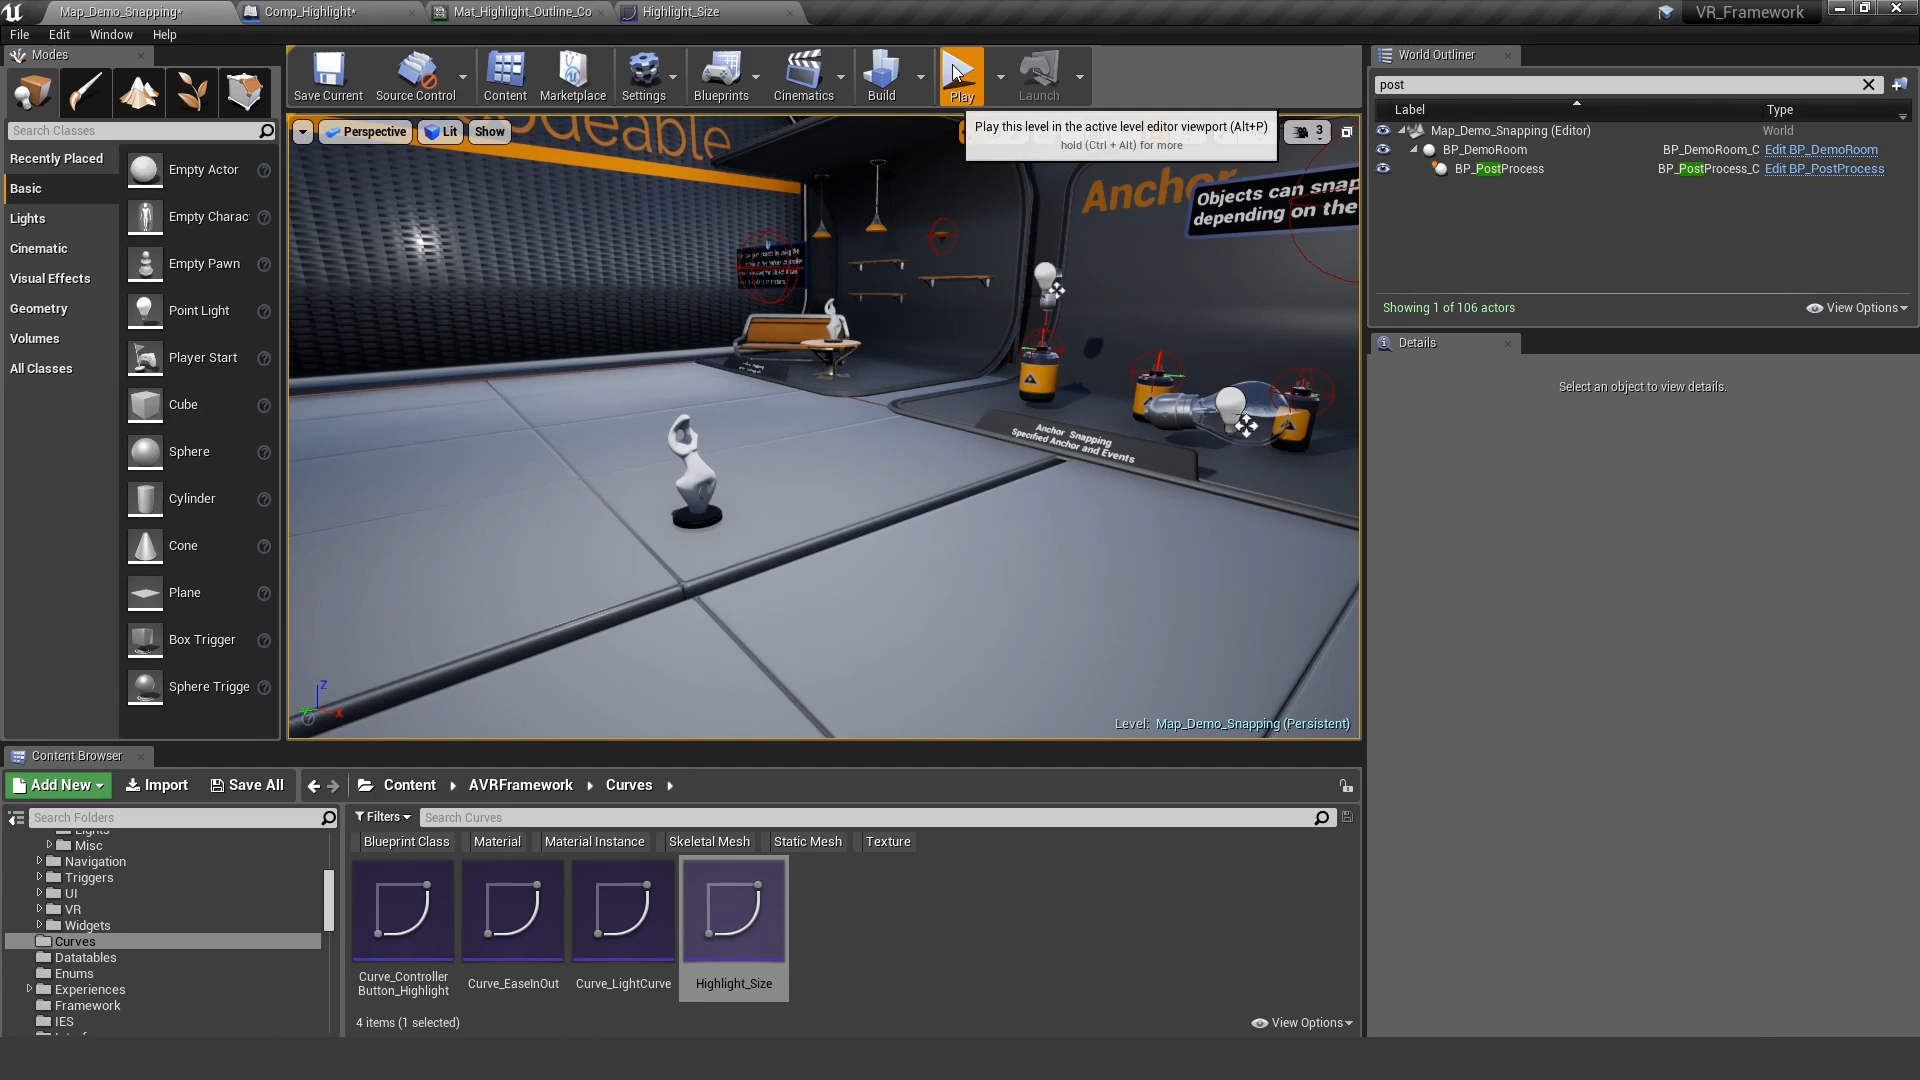 Map_Demo_Snapping*
Comp_Highlight*
Mat_Highlight_Outline_Co
Highlight_Size
VR_Framework
File Edit Window Help
Modes
Save Current
Source Control
Content
Marketplace
Settings
Blueprints
Cinematics
Build
Play
Launch
Play this level in the active level editor viewport (Alt+P)
hold (Ctrl + Alt) for more
Search Classes
Recently Placed
Basic
Lights
Cinematic
Visual Effects
Geometry
Volumes
All Classes
Empty Actor
Empty Charac
Empty Pawn
Point Light
Player Start
Cube
Sphere
Cylinder
Cone
Plane
Box Trigger
Sphere Trigge
Perspective
Lit
Show
3
Anchor
Objects can snap
depending on the
Anchor Snapping
Specified Anchor and Events
Z
X
Level: Map_Demo_Snapping (Persistent)
World Outliner
post
Label Type
Map_Demo_Snapping (Editor) World
BP_DemoRoom BP_DemoRoom_C Edit BP_DemoRoom
BP_PostProcess BP_PostProcess_C Edit BP_PostProcess
Showing 1 of 106 actors
View Options
Details
Select an object to view details.
Content Browser
Add New
Import
Save All
Content
AVRFramework
Curves
Search Folders
Lights
Misc
Navigation
Triggers
UI
VR
Widgets
Curves
Datatables
Enums
Experiences
Framework
IES
Filters
Search Curves
Blueprint Class
Material
Material Instance
Skeletal Mesh
Static Mesh
Texture
Curve_Controller
Button_Highlight
Curve_EaseInOut
Curve_LightCurve
Highlight_Size
4 items (1 selected)
View Options